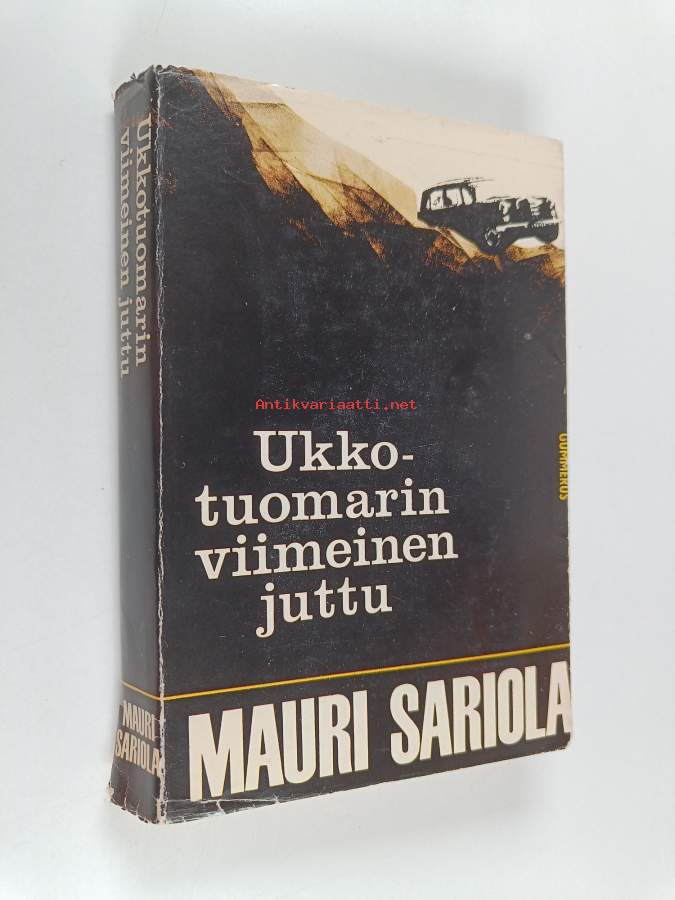 Ukkotuomarin
viimeinen juttu
MAURI
SARIOLA
Antikvariaatti.net
Ukko-
tuomarin
viimeinen
juttu
GUMMERUS
MAURI SARIOLA